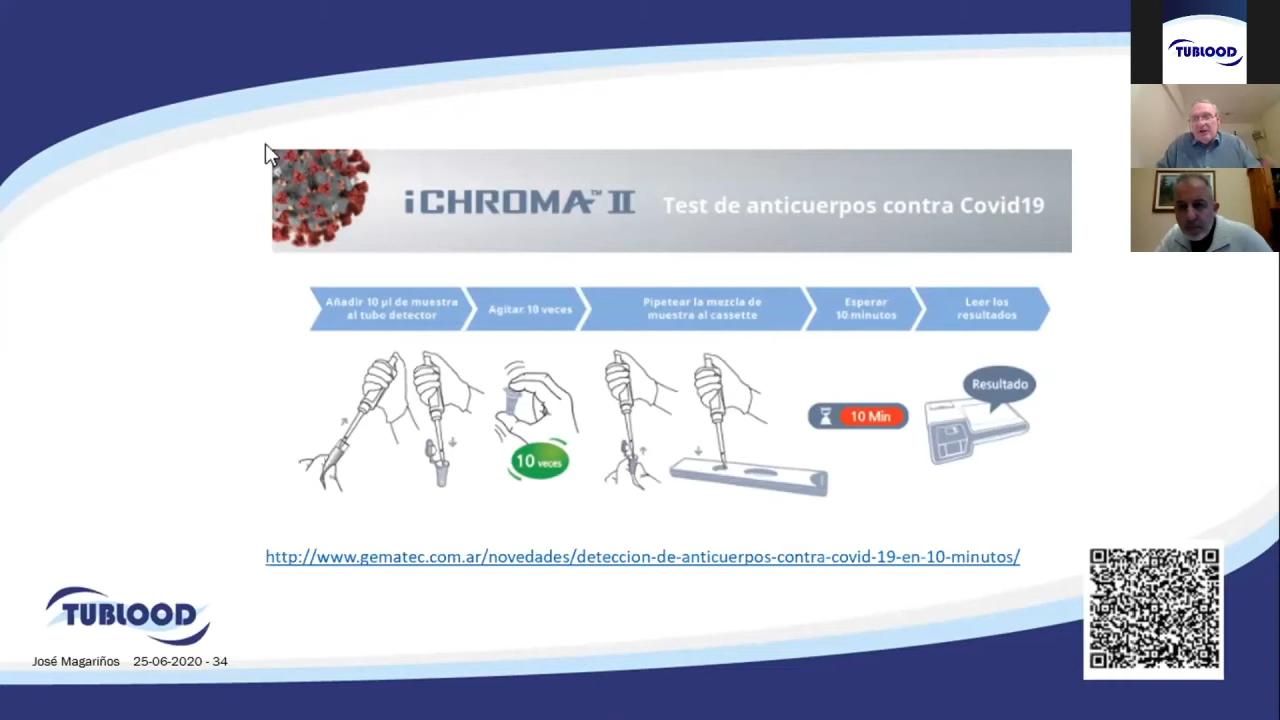 TUBLOOD
iCHROMA™ II
Test de anticuerpos contra Covid19
Añadir 10 µl de muestra
al tubo detector
Agitar 10 veces
Pipetear la mezcla de
muestra al cassette
Esperar
10 minutos
Leer los
resultados
Resultado
10 Min
10 veces
http://www.gematec.com.ar/novedades/deteccion-de-anticuerpos-contra-covid-19-en-10-minutos/
TUBLOOD
José Magariños 25-06-2020 - 34